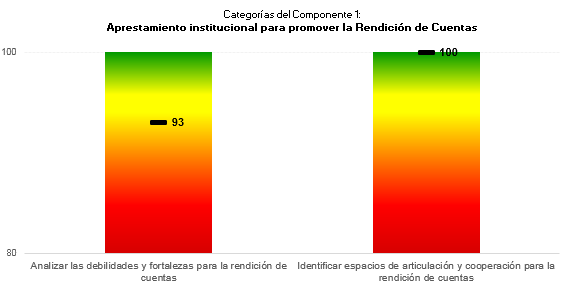 Categorías del Componente 1:
Aprestamiento institucional para promover la Rendición de Cuentas
100
93
100
80
Analizar las debilidades y fortalezas para la rendición de
cuentas
Identificar espacios de articulación y cooperación para la
rendición de cuentas